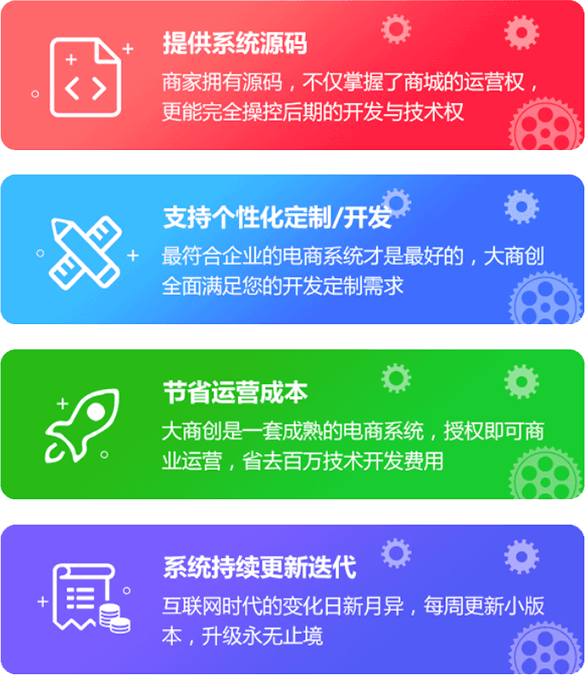 提供系统源码
商家拥有源码，不仅掌握了商城的运营权，
更能完全操控后期的开发与技术权
支持个性化定制/开发
最符合企业的电商系统才是最好的，大商创
全面满足您的开发定制需求
节省运营成本
大商创是一套成熟的电商系统，授权即可商
业运营，省去百万技术开发费用
系统持续更新迭代
互联网时代的变化日新月异，每周更新小版
本，升级永无止境